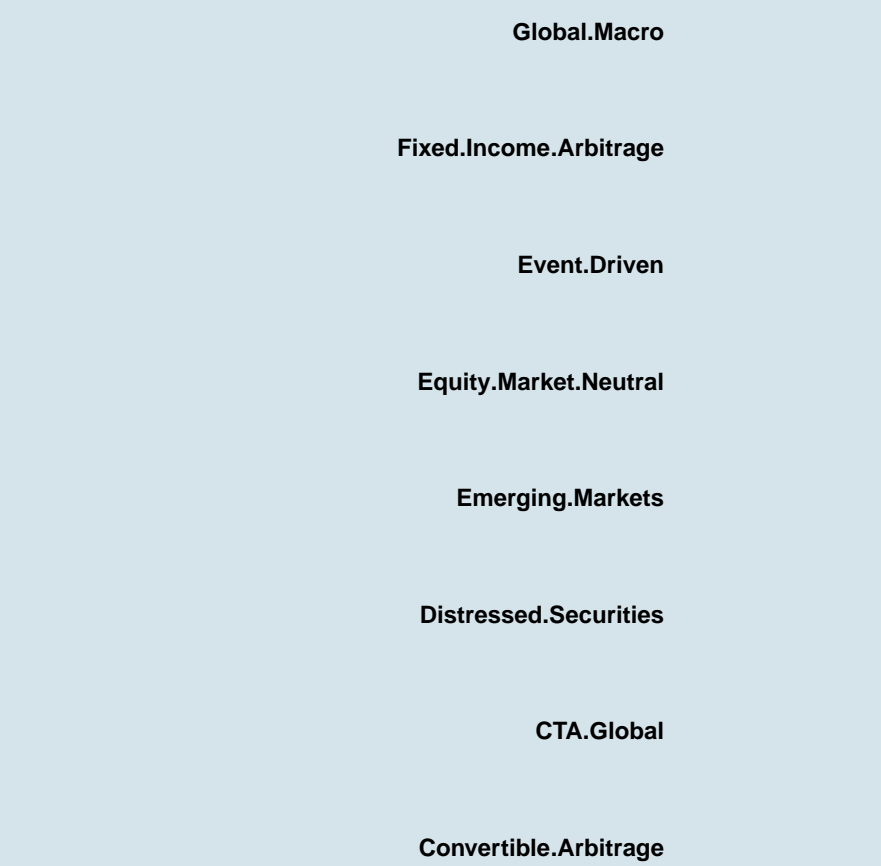 Global.Macro
Fixed.Income.Arbitrage
Event.Driven
Equity.Market.Neutral
Emerging.Markets
Distressed.Securities
CTA.Global
Convertible.Arbitrage